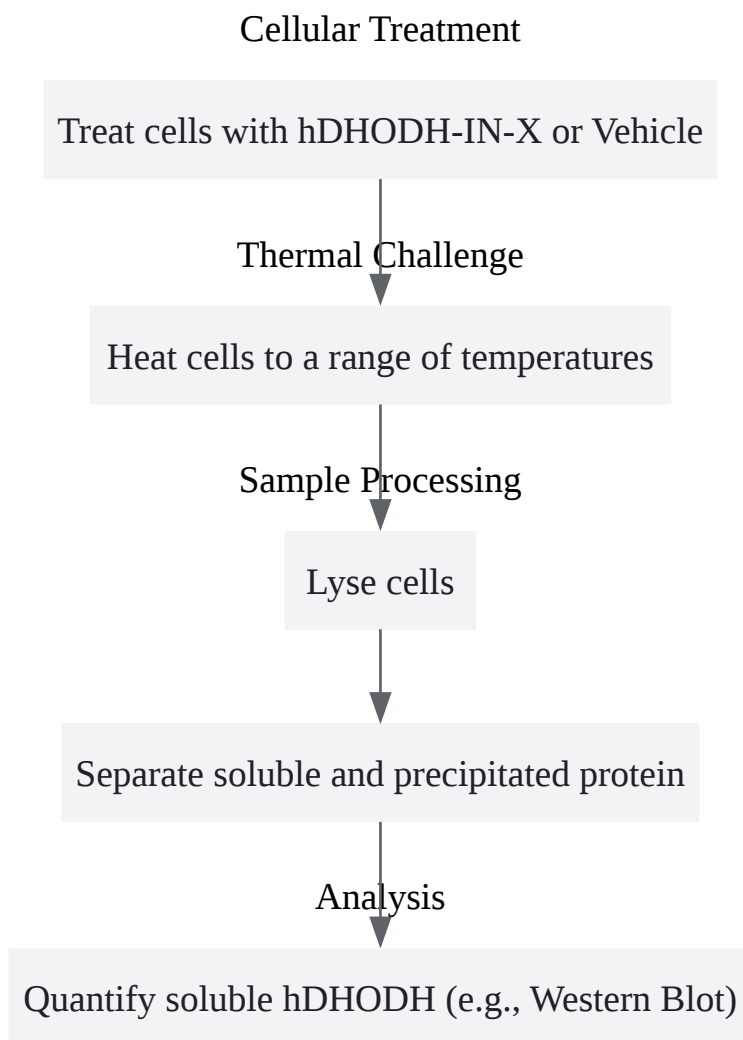 Cellular Treatment
Treat cells with hDHODH-IN-X or Vehicle
Thermal Challenge
Heat cells to a range of temperatures
Sample Processing
Lyse cells
Separate soluble and precipitated protein
Analysis
Quantify soluble hDHODH (e.g., Western Blot)